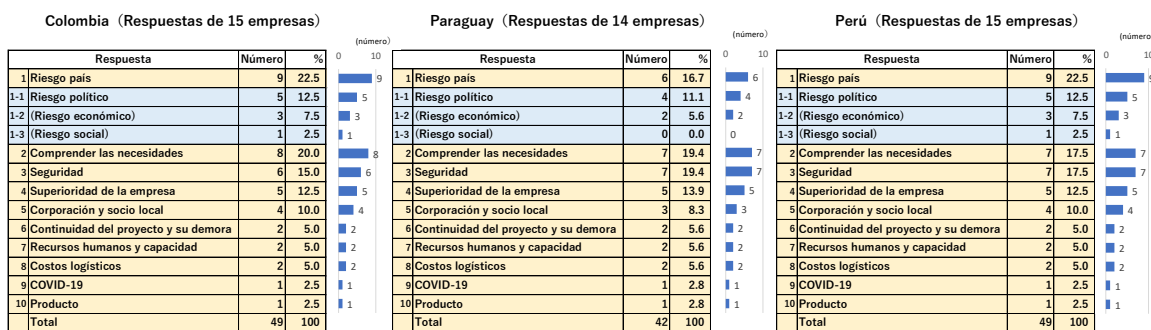 Colombia（Respuestas de 15 empresas）
(número)
Respuesta Número %
0 10
1 Riesgo país 9 22.5
9
1-1 Riesgo político 5 12.5
5
1-2 (Riesgo económico) 3 7.5
3
1-3 (Riesgo social) 1 2.5
1
2 Comprender las necesidades 8 20.0
8
3 Seguridad 6 15.0
6
4 Superioridad de la empresa 5 12.5
5
5 Corporación y socio local 4 10.0
4
6 Continuidad del proyecto y su demora 2 5.0
2
7 Recursos humanos y capacidad 2 5.0
2
8 Costos logísticos 2 5.0
2
9 COVID-19 1 2.5
1
10 Producto 1 2.5
1
Total 49 100
Paraguay（Respuestas de 14 empresas）
(número)
Respuesta Número %
0 10
1 Riesgo país 6 16.7
6
1-1 Riesgo político 4 11.1
4
1-2 (Riesgo económico) 2 5.6
2
1-3 (Riesgo social) 0 0.0
0
2 Comprender las necesidades 7 19.4
7
3 Seguridad 7 19.4
7
4 Superioridad de la empresa 5 13.9
5
5 Corporación y socio local 3 8.3
3
6 Continuidad del proyecto y su demora 2 5.6
2
7 Recursos humanos y capacidad 2 5.6
2
8 Costos logísticos 2 5.6
2
9 COVID-19 1 2.8
1
10 Producto 1 2.8
1
Total 42 100
Perú（Respuestas de 15 empresas）
(número)
Respuesta Número %
0 10
1 Riesgo país 9 22.5
9
1-1 Riesgo político 5 12.5
5
1-2 (Riesgo económico) 3 7.5
3
1-3 (Riesgo social) 1 2.5
1
2 Comprender las necesidades 7 17.5
7
3 Seguridad 7 17.5
7
4 Superioridad de la empresa 5 12.5
5
5 Corporación y socio local 4 10.0
4
6 Continuidad del proyecto y su demora 2 5.0
2
7 Recursos humanos y capacidad 2 5.0
2
8 Costos logísticos 2 5.0
2
9 COVID-19 1 2.5
1
10 Producto 1 2.5
1
Total 49 100